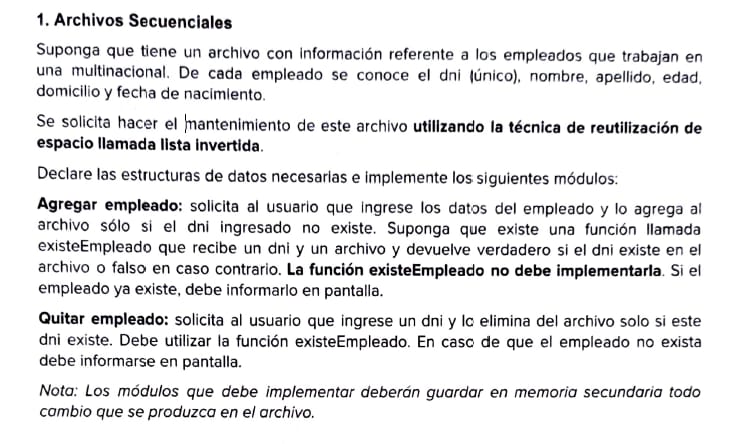 1. Archivos Secuenciales
Suponga que tiene un archivo con información referente a los empleados que trabajan en
una multinacional. De cada empleado se conoce el dni (único), nombre, apellido, edad,
domicilio y fecha de nacimiento.
Se solicita hacer el mantenimiento de este archivo utilizando la técnica de reutilización de
espacio llamada lista invertida.
Declare las estructuras de datos necesarias e implemente los siguientes módulos:
Agregar empleado: solicita al usuario que ingrese los datos del empleado y lo agrega al
archivo sólo si el dni ingresado no existe. Suponga que existe una función llamada
existeEmpleado que recibe un dni y un archivo y devuelve verdadero si el dni existe en el
archivo o falso en caso contrario. La función existeEmpleado no debe implementarla. Si el
empleado ya existe, debe informarlo en pantalla.
Quitar empleado: solicita al usuario que ingrese un dni y lo elimina del archivo solo si este
dni existe. Debe utilizar la función existeEmpleado. En caso de que el empleado no exista
debe informarse en pantalla.
Nota: Los módulos que debe implementar deberán guardar en memoria secundaria todo
cambio que se produzca en el archivo.